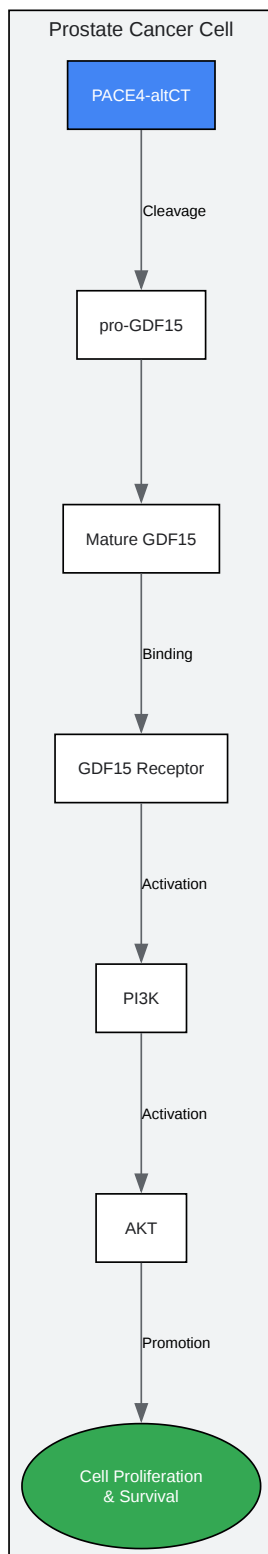 Prostate Cancer Cell
PACE4-altCT
Cleavage
pro-GDF15
Mature GDF15
Binding
GDF15 Receptor
Activation
PI3K
Activation
AKT
Promotion
Cell Proliferation
& Survival